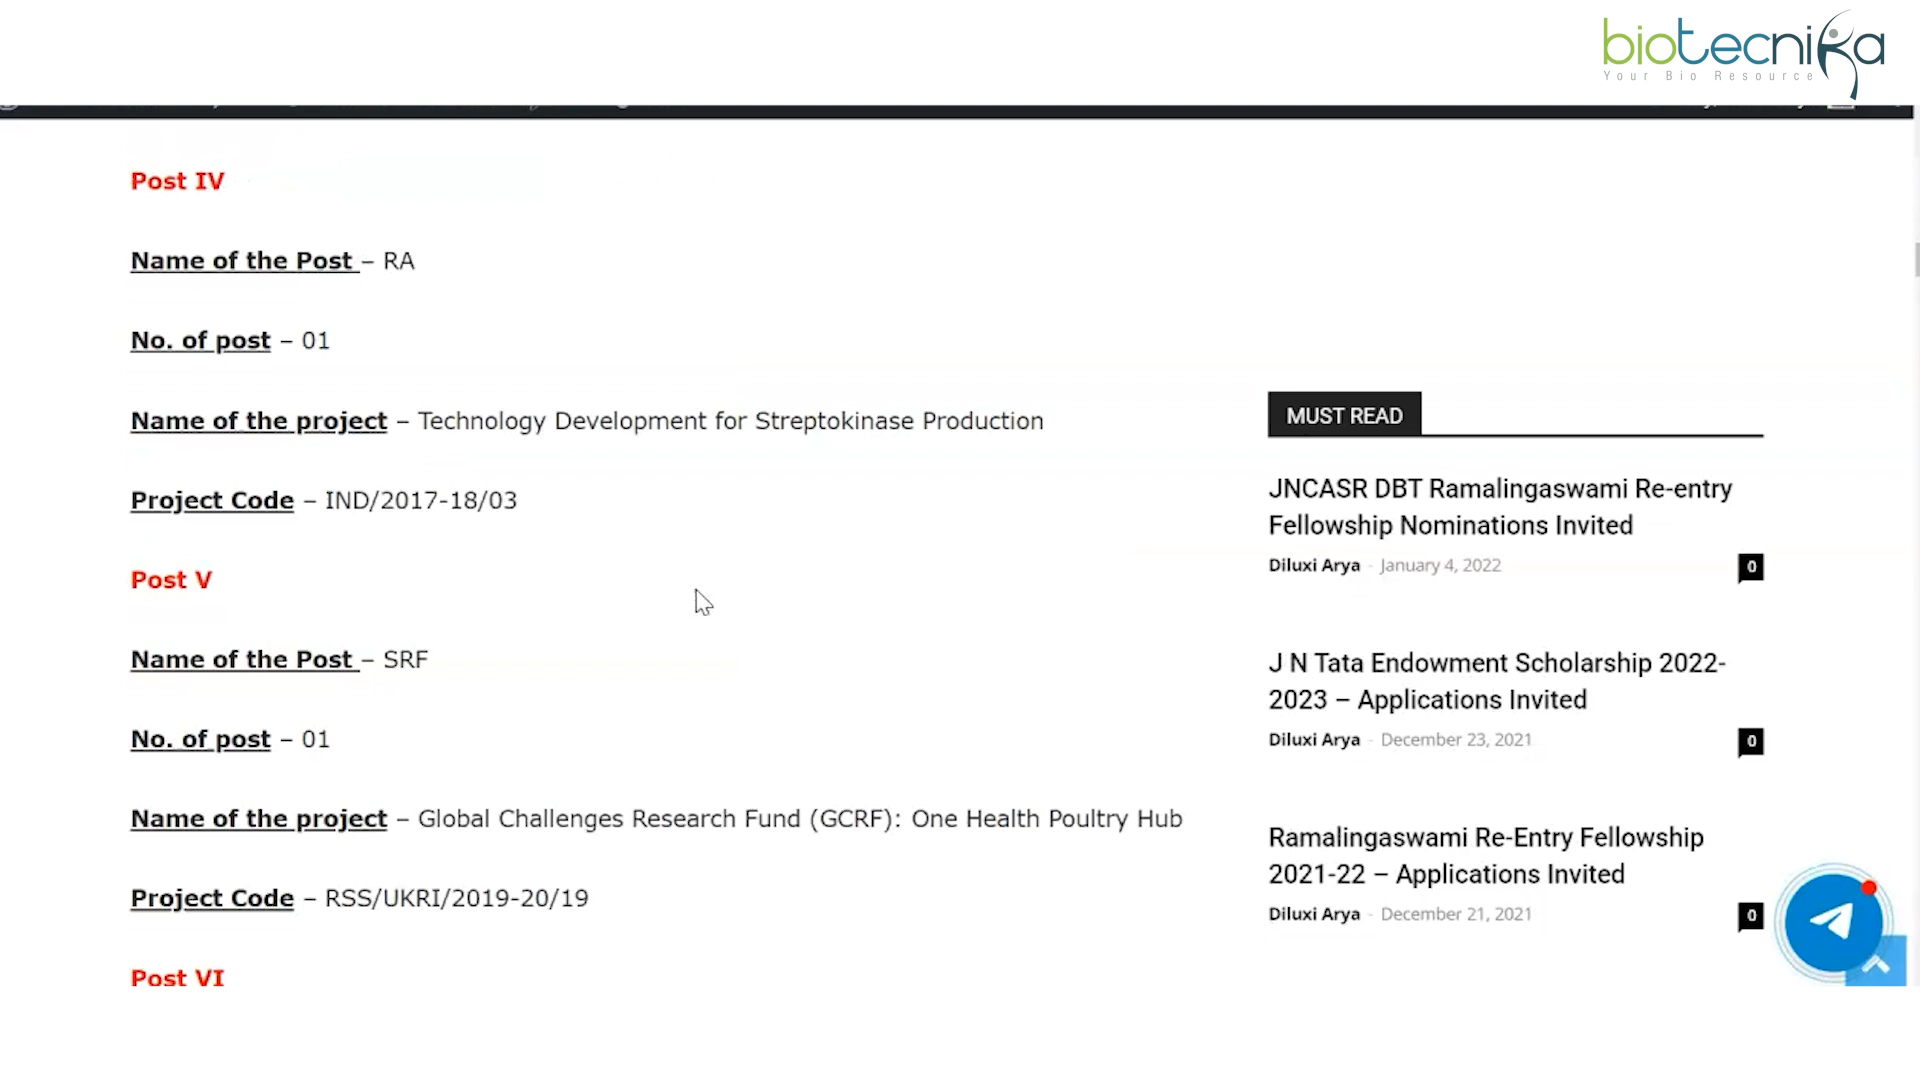 biotecnika
Your Bio Resource
Post IV
Name of the Post – RA
No. of post – 01
Name of the project – Technology Development for Streptokinase Production
Project Code – IND/2017-18/03
Post V
Name of the Post – SRF
No. of post – 01
Name of the project – Global Challenges Research Fund (GCRF): One Health Poultry Hub
Project Code – RSS/UKRI/2019-20/19
Post VI
MUST READ
JNCASR DBT Ramalingaswami Re-entry
Fellowship Nominations Invited
Diluxi Arya - January 4, 2022
0
J N Tata Endowment Scholarship 2022-
2023 – Applications Invited
Diluxi Arya - December 23, 2021
0
Ramalingaswami Re-Entry Fellowship
2021-22 – Applications Invited
Diluxi Arya - December 21, 2021
0